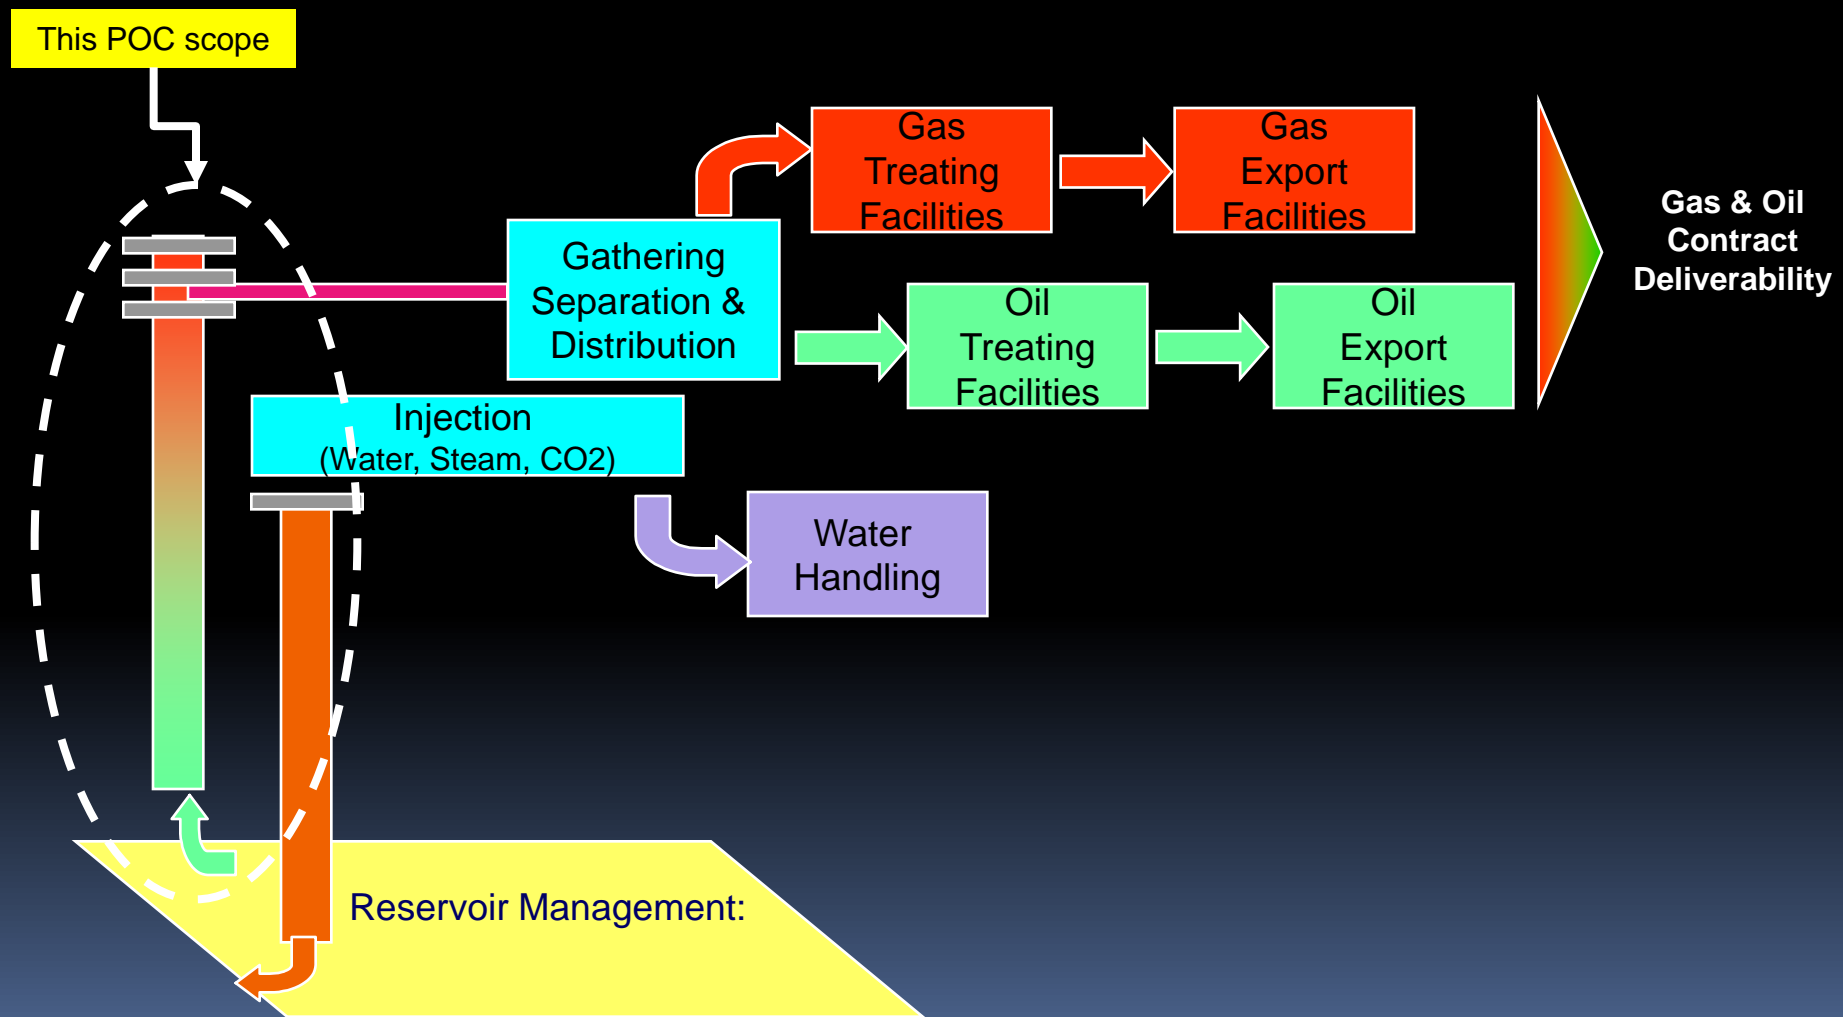 This POC scope
Gas
Treating
Facilities
Gas
Export
Facilities
Gas & Oil
Contract
Deliverability
Gathering
Separation &
Distribution
Oil
Treating
Facilities
Oil
Export
Facilities
Injection
(Water, Steam, CO2)
Water
Handling
Reservoir Management: